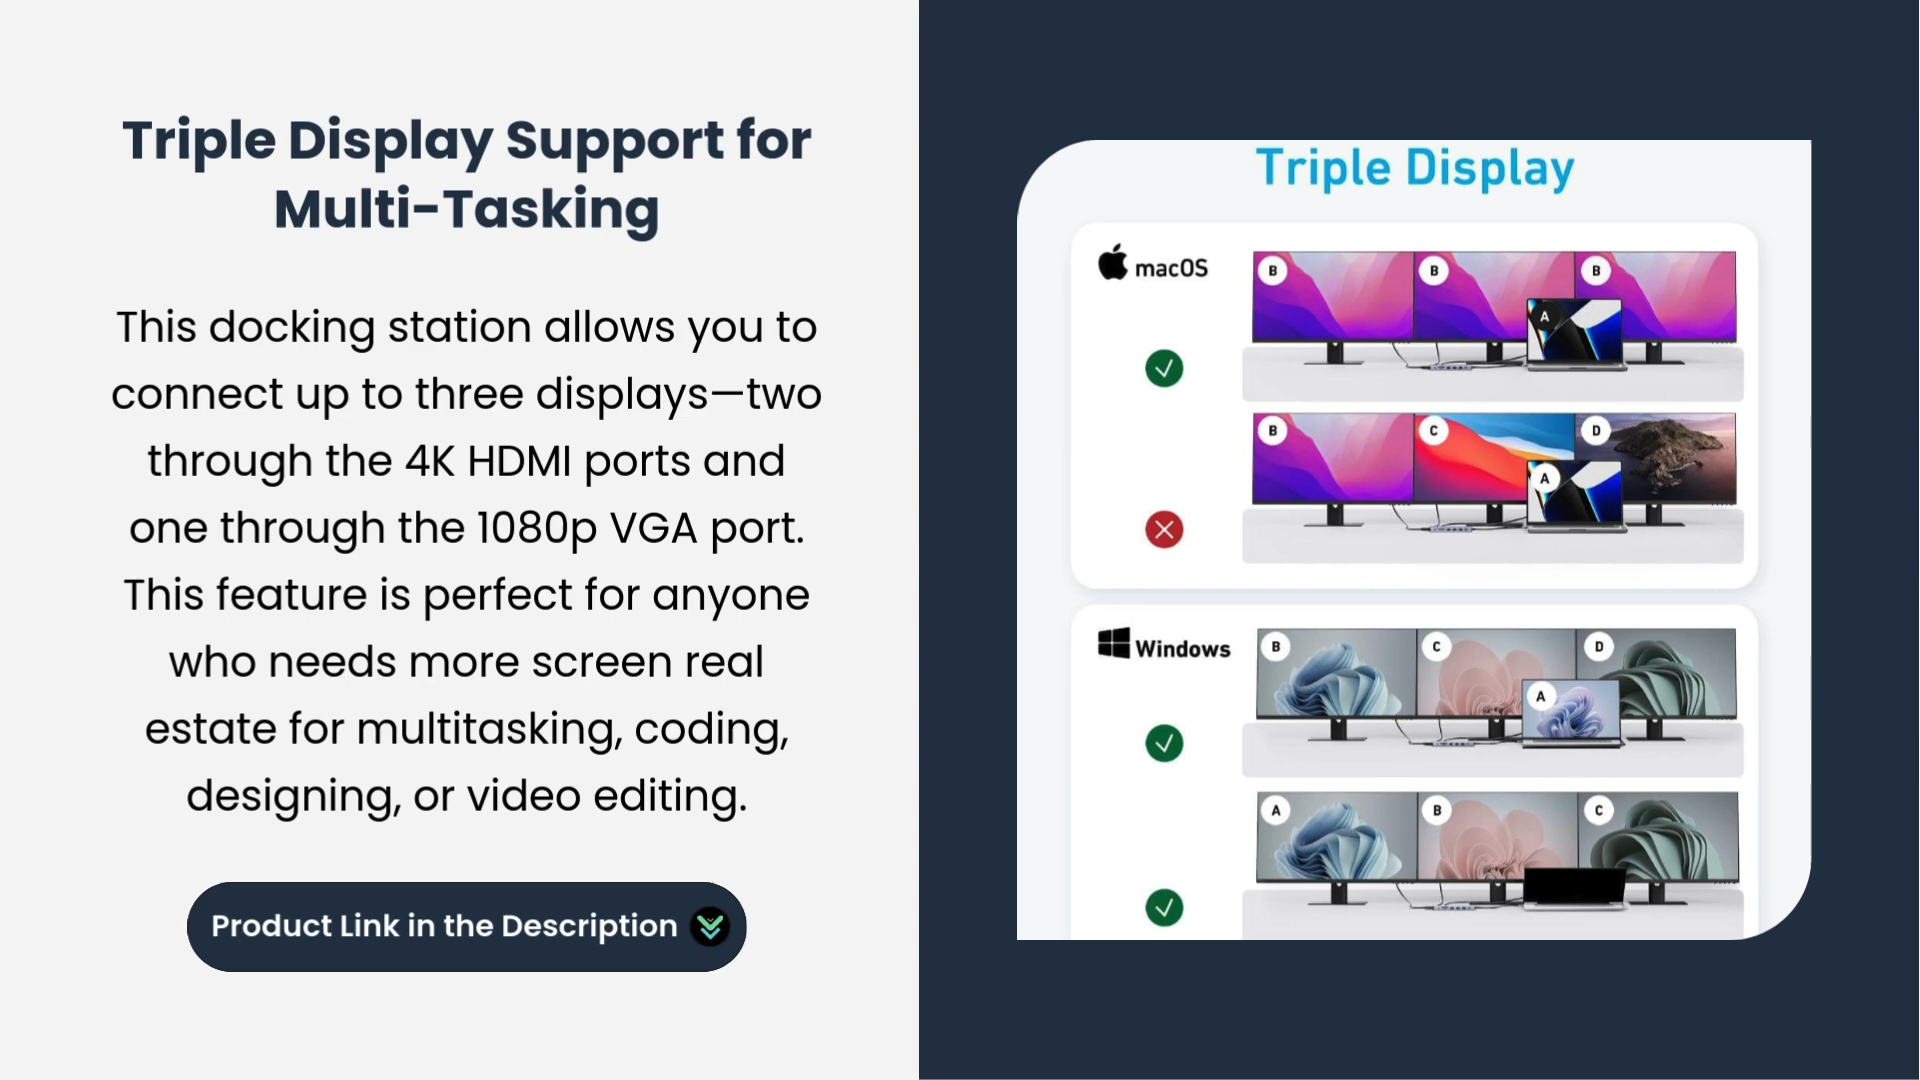 Triple Display Support for
Multi-Tasking
This docking station allows you to
connect up to three displays—two
through the 4K HDMI ports and
one through the 1080p VGA port.
This feature is perfect for anyone
who needs more screen real
estate for multitasking, coding,
designing, or video editing.
Product Link in the Description
Triple Display
macOS
B B B
A
B C D
A
Windows
B C D
A
A B C